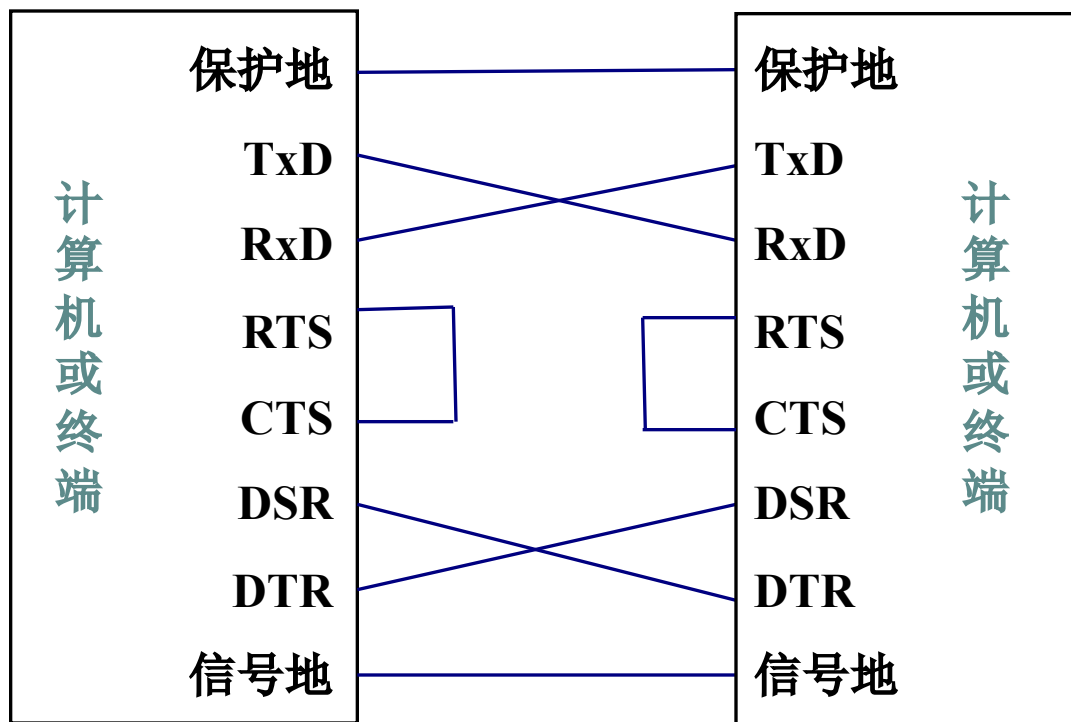 计算机或终端
保护地
TxD
RxD
RTS
CTS
DSR
DTR
信号地
保护地
TxD
RxD
RTS
CTS
DSR
DTR
信号地
计算机或终端